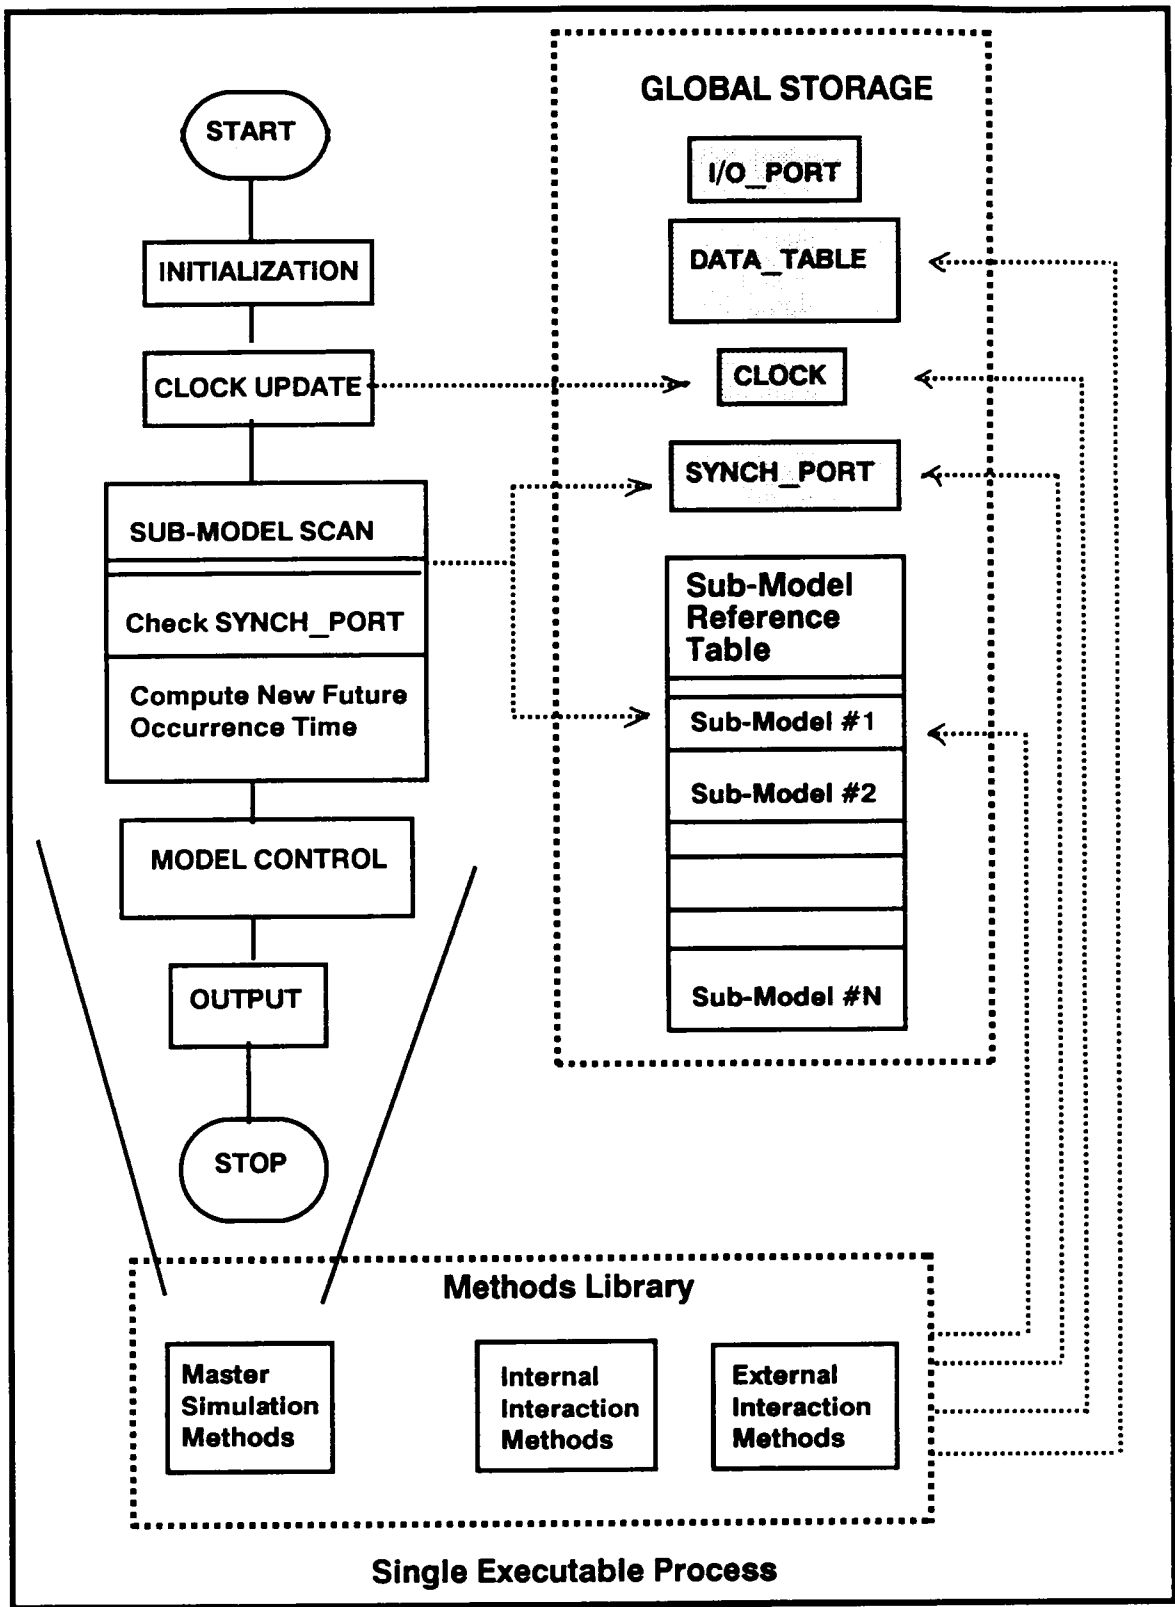 START
INITIALIZATION
CLOCK UPDATE
SUB-MODEL SCAN
Check SYNCH_PORT
Compute New Future
Occurrence Time
MODEL CONTROL
OUTPUT
STOP
GLOBAL STORAGE
I/O_PORT
DATA_TABLE
CLOCK
SYNCH_PORT
Sub-Model
Reference
Table
Sub-Model #1
Sub-Model #2
Sub-Model #N
Methods Library
Master
Simulation
Methods
Internal
Interaction
Methods
External
Interaction
Methods
Single Executable Process